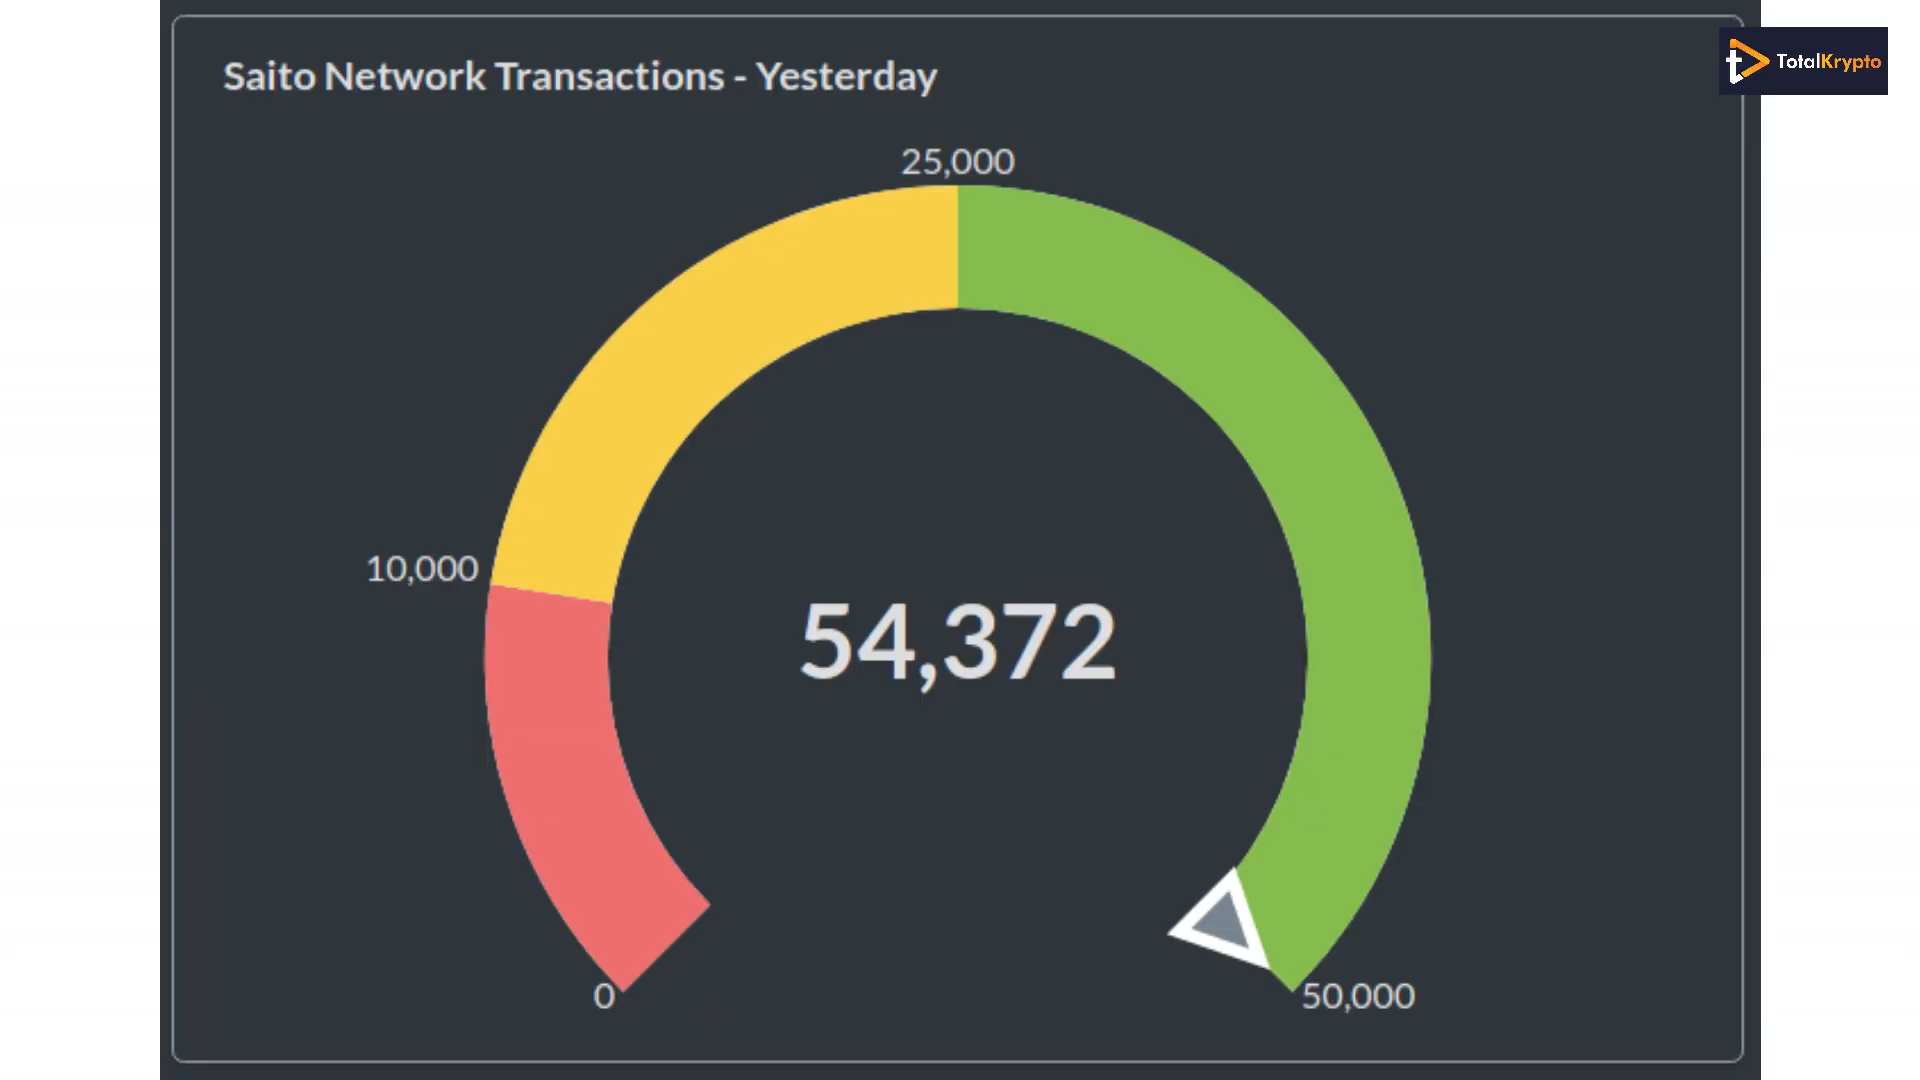 Saito Network Transactions - Yesterday
TotalKrypto
25,000
10,000
54,372
0
50,000